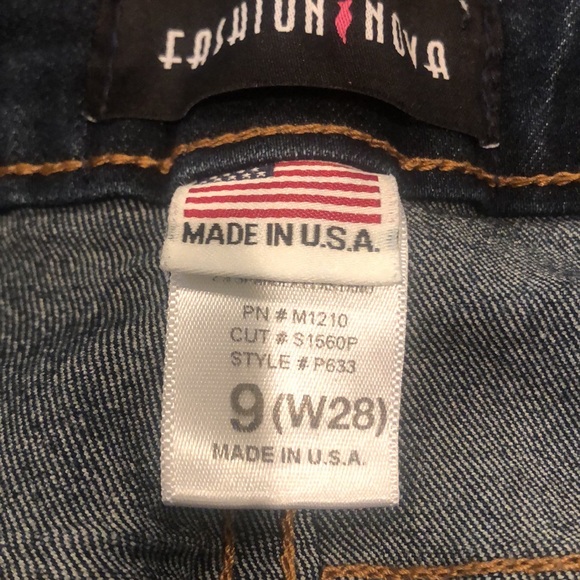 FASHION NOVA
MADE IN U.S.A.
PN # M1210
CUT # S1560P
STYLE # P633
9 (W28)
MADE IN U.S.A.